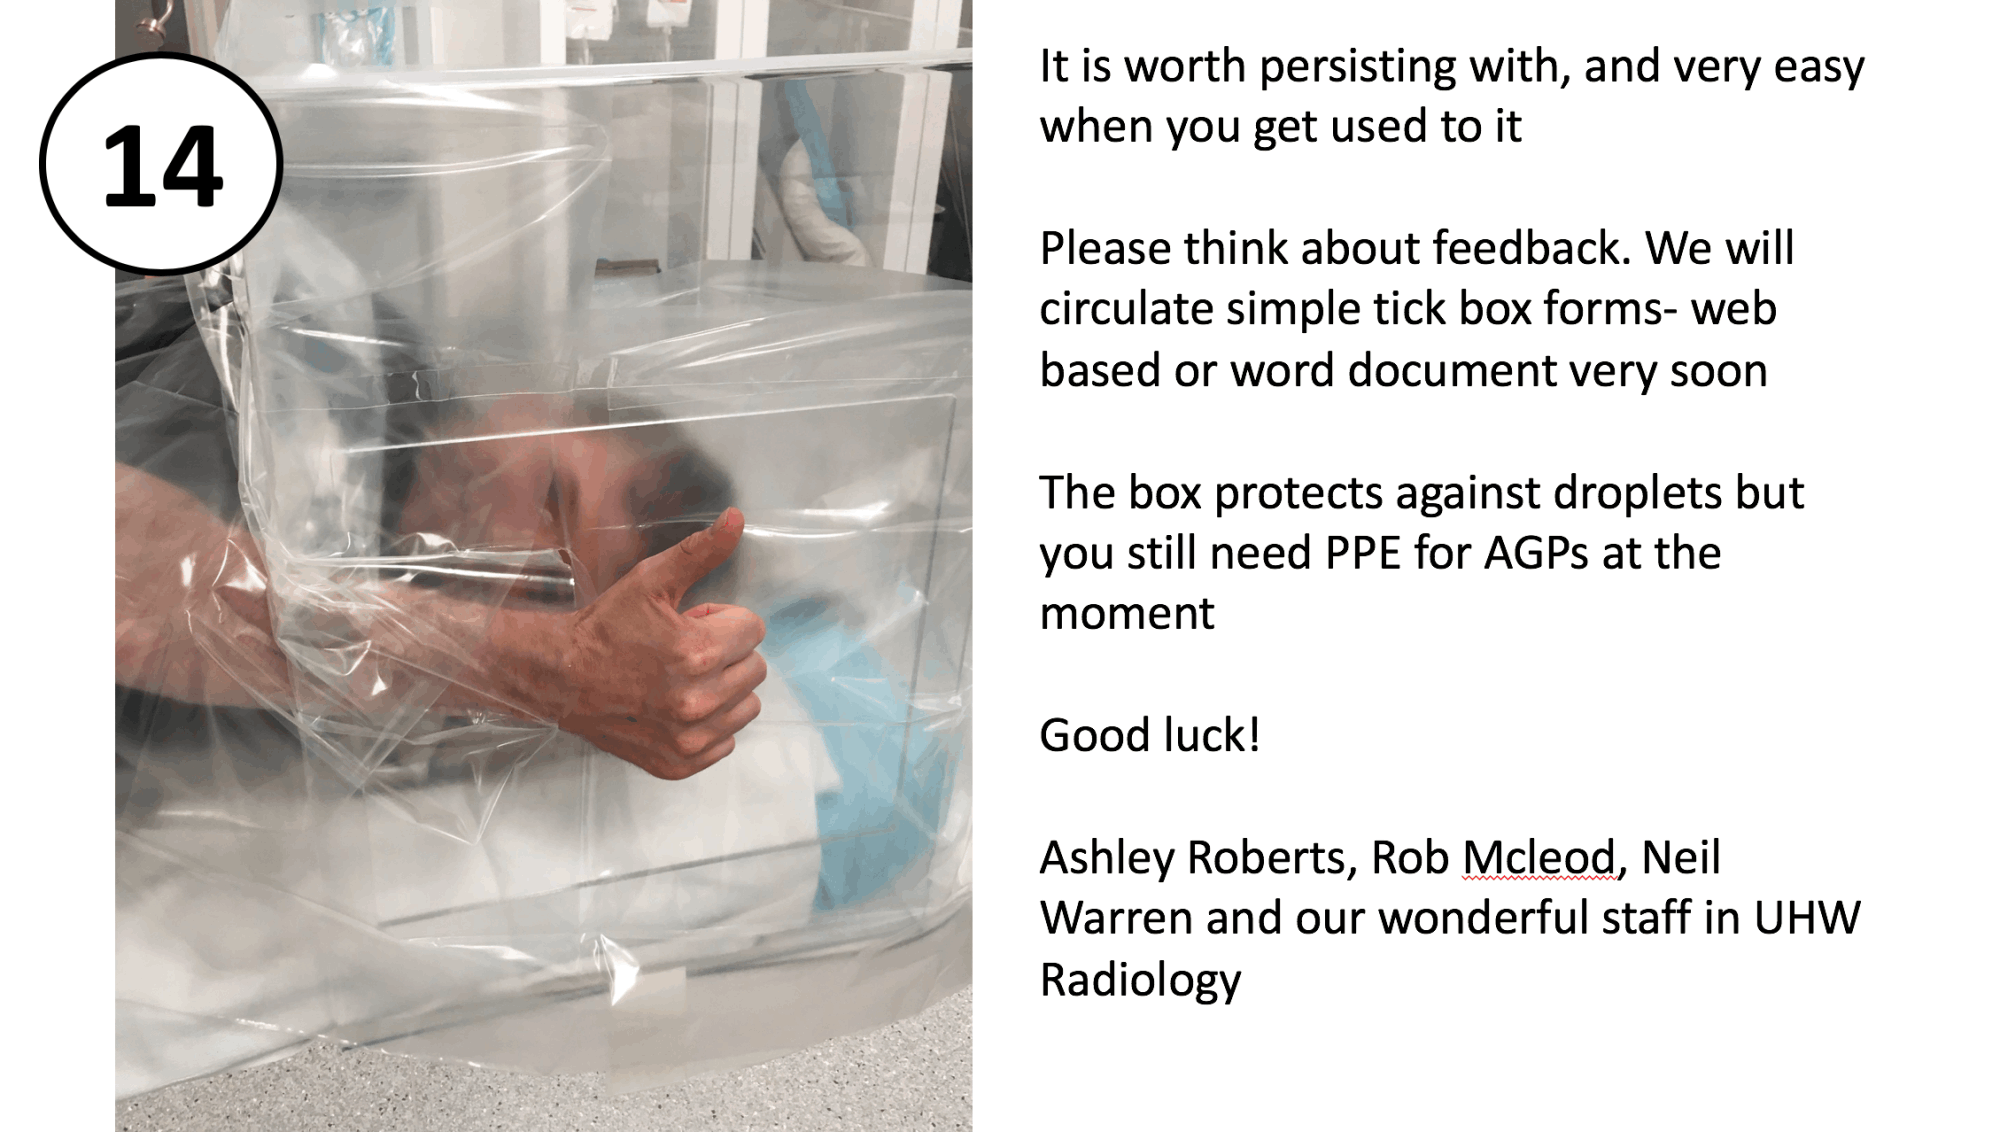 14
It is worth persisting with, and very easy
when you get used to it
Please think about feedback. We will
circulate simple tick box forms- web
based or word document very soon
The box protects against droplets but
you still need PPE for AGPs at the
moment
Good luck!
Ashley Roberts, Rob Mcleod, Neil
Warren and our wonderful staff in UHW
Radiology